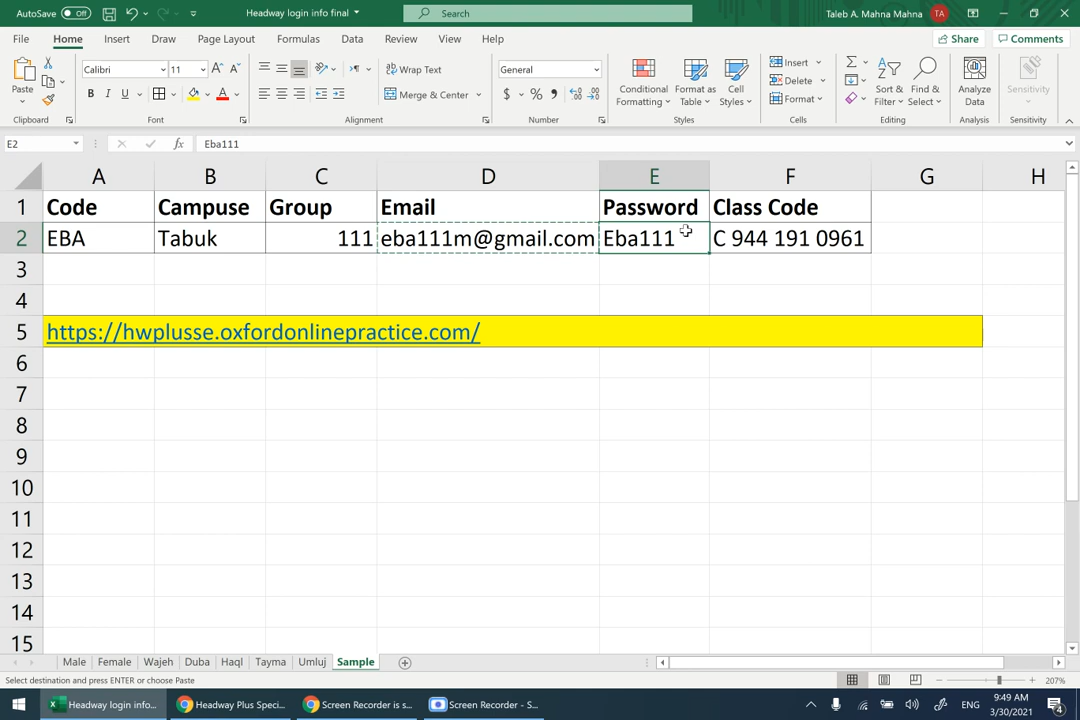 AutoSave Off Headway login info final Search Taleb A. Mahna Mahna TA
File Home Insert Draw Page Layout Formulas Data Review View Help Share Comments
Paste Calibri 11 A A Wrap Text General Conditional Formatting Format as Table Cell Styles Insert Delete Format Sort & Filter Find & Select Analyze Data Sensitivity
B I U A Merge & Center $ % ,
Clipboard Font Alignment Number Styles Cells Editing Analysis Sensitivity
E2 fx Eba111
A B C D E F G H
1 Code Campuse Group Email Password Class Code
2 EBA Tabuk 111 eba111m@gmail.com Eba111 C 944 191 0961
3
4
5 https://hwplusse.oxfordonlinepractice.com/
6
7
8
9
10
11
12
13
14
15
Male Female Wajeh Duba Haql Tayma Umluj Sample
Select destination and press ENTER or choose Paste 207%
Headway login info... Headway Plus Speci... Screen Recorder is s... Screen Recorder - S... ENG 9:49 AM
3/30/2021 4